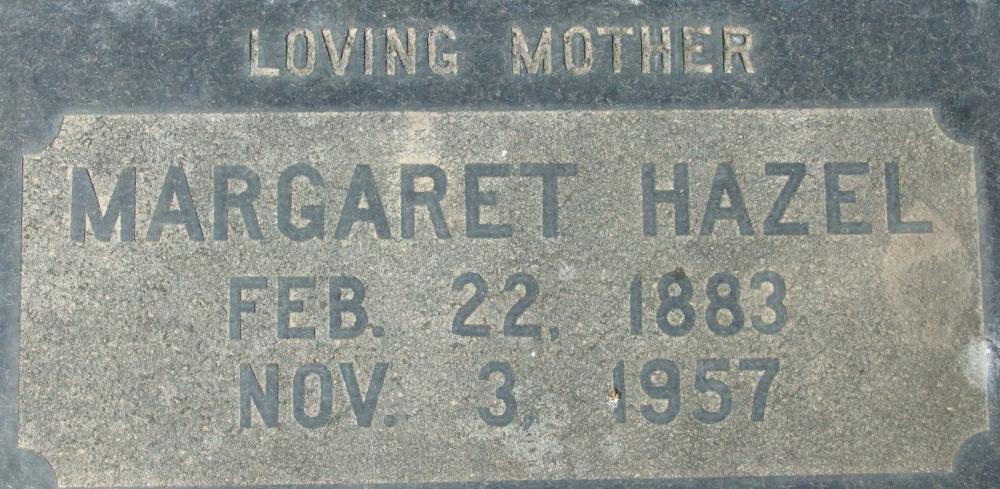 LOVING MOTHER
MARGARET HAZEL
FEB. 22, 1883
NOV. 3, 1957